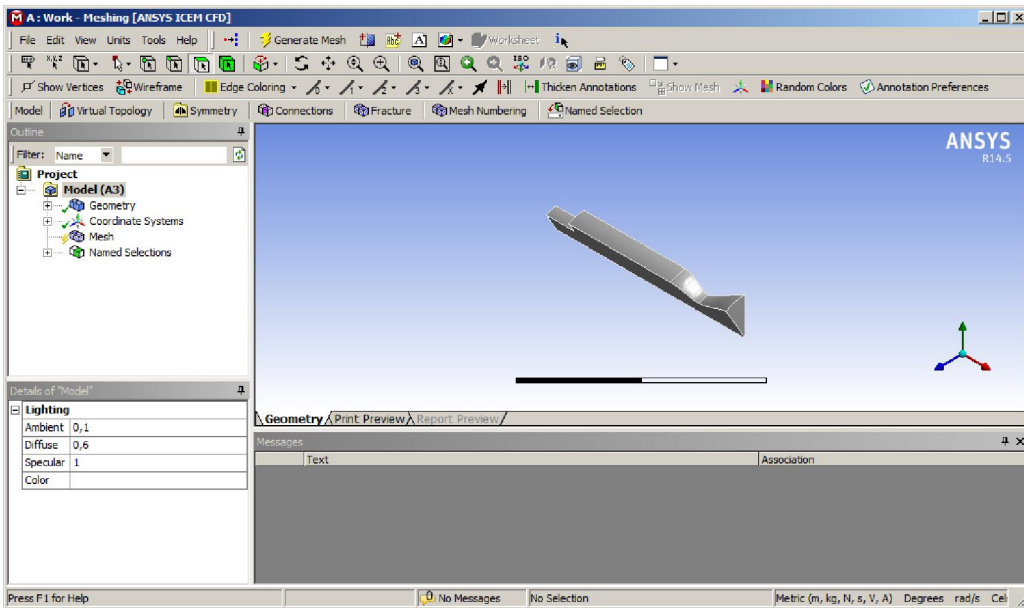 A : Work - Meshing [ANSYS ICEM CFD]
File Edit View Units Tools Help Generate Mesh Abc A Worksheet i
ISO
Show Vertices Wireframe Edge Coloring Thicken Annotations Show Mesh Random Colors Annotation Preferences
Model Virtual Topology Symmetry Connections Fracture Mesh Numbering Named Selection
Outline
Filter: Name
Project
Model (A3)
Geometry
Coordinate Systems
Mesh
Named Selections
ANSYS
R14.5
Details of "Model"
Lighting
Ambient 0,1
Diffuse 0,6
Specular 1
Color
Geometry Print Preview Report Preview
Messages
Text Association
Press F1 for Help 0 No Messages No Selection Metric (m, kg, N, s, V, A) Degrees rad/s Cel